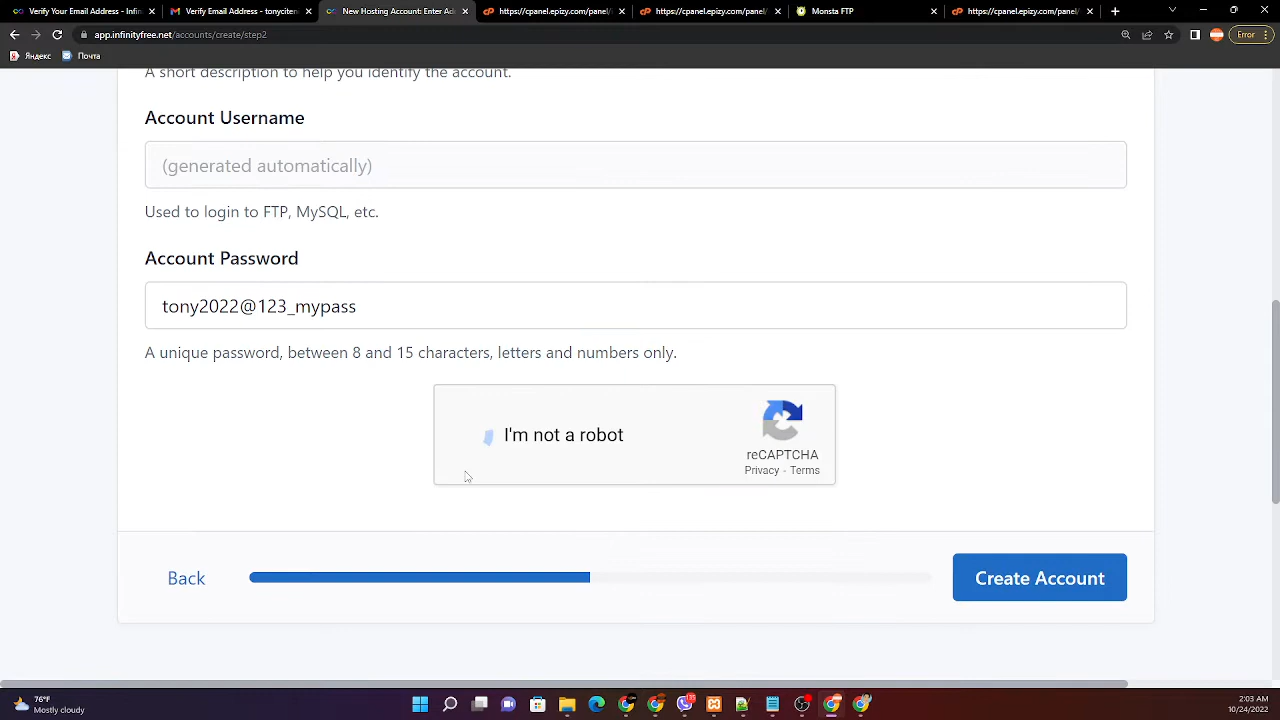 Verify Your Email Address - Infin
Verify Email Address - tonyciten
New Hosting Account: Enter Ad
https://cpanel.epizy.com/panel/
https://cpanel.epizy.com/panel/
Monsta FTP
https://cpanel.epizy.com/panel/
app.infinityfree.net/accounts/create/step2
Error
Яндекс
Почта
A short description to help you identify the account.
Account Username
(generated automatically)
Used to login to FTP, MySQL, etc.
Account Password
tony2022@123_mypass
A unique password, between 8 and 15 characters, letters and numbers only.
I'm not a robot
reCAPTCHA
Privacy - Terms
Back
Create Account
76°F
Mostly cloudy
2:03 AM
10/24/2022